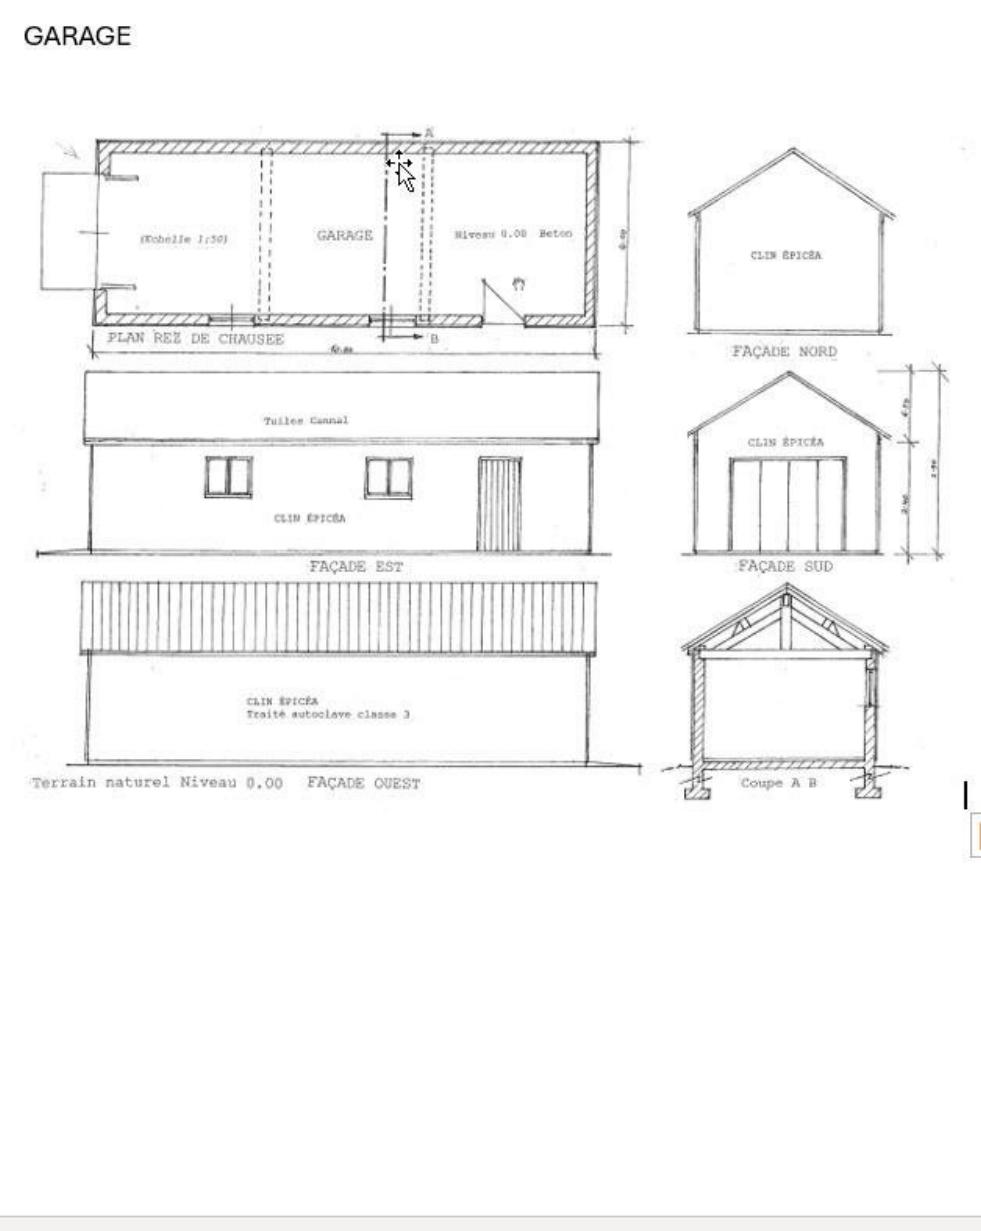 GARAGE
A
(Echelle 1:50)
GARAGE
Niveau 0.00 Beton
CLIN ÉPICÉA
PLAN REZ DE CHAUSEE
B
FAÇADE NORD
Tuiles Cannal
CLIN ÉPICÉA
CLIN ÉPICÉA
FAÇADE EST
FAÇADE SUD
CLIN ÉPICÉA
Traité autoclave classe 3
Terrain naturel Niveau 0.00 FAÇADE OUEST
Coupe A B